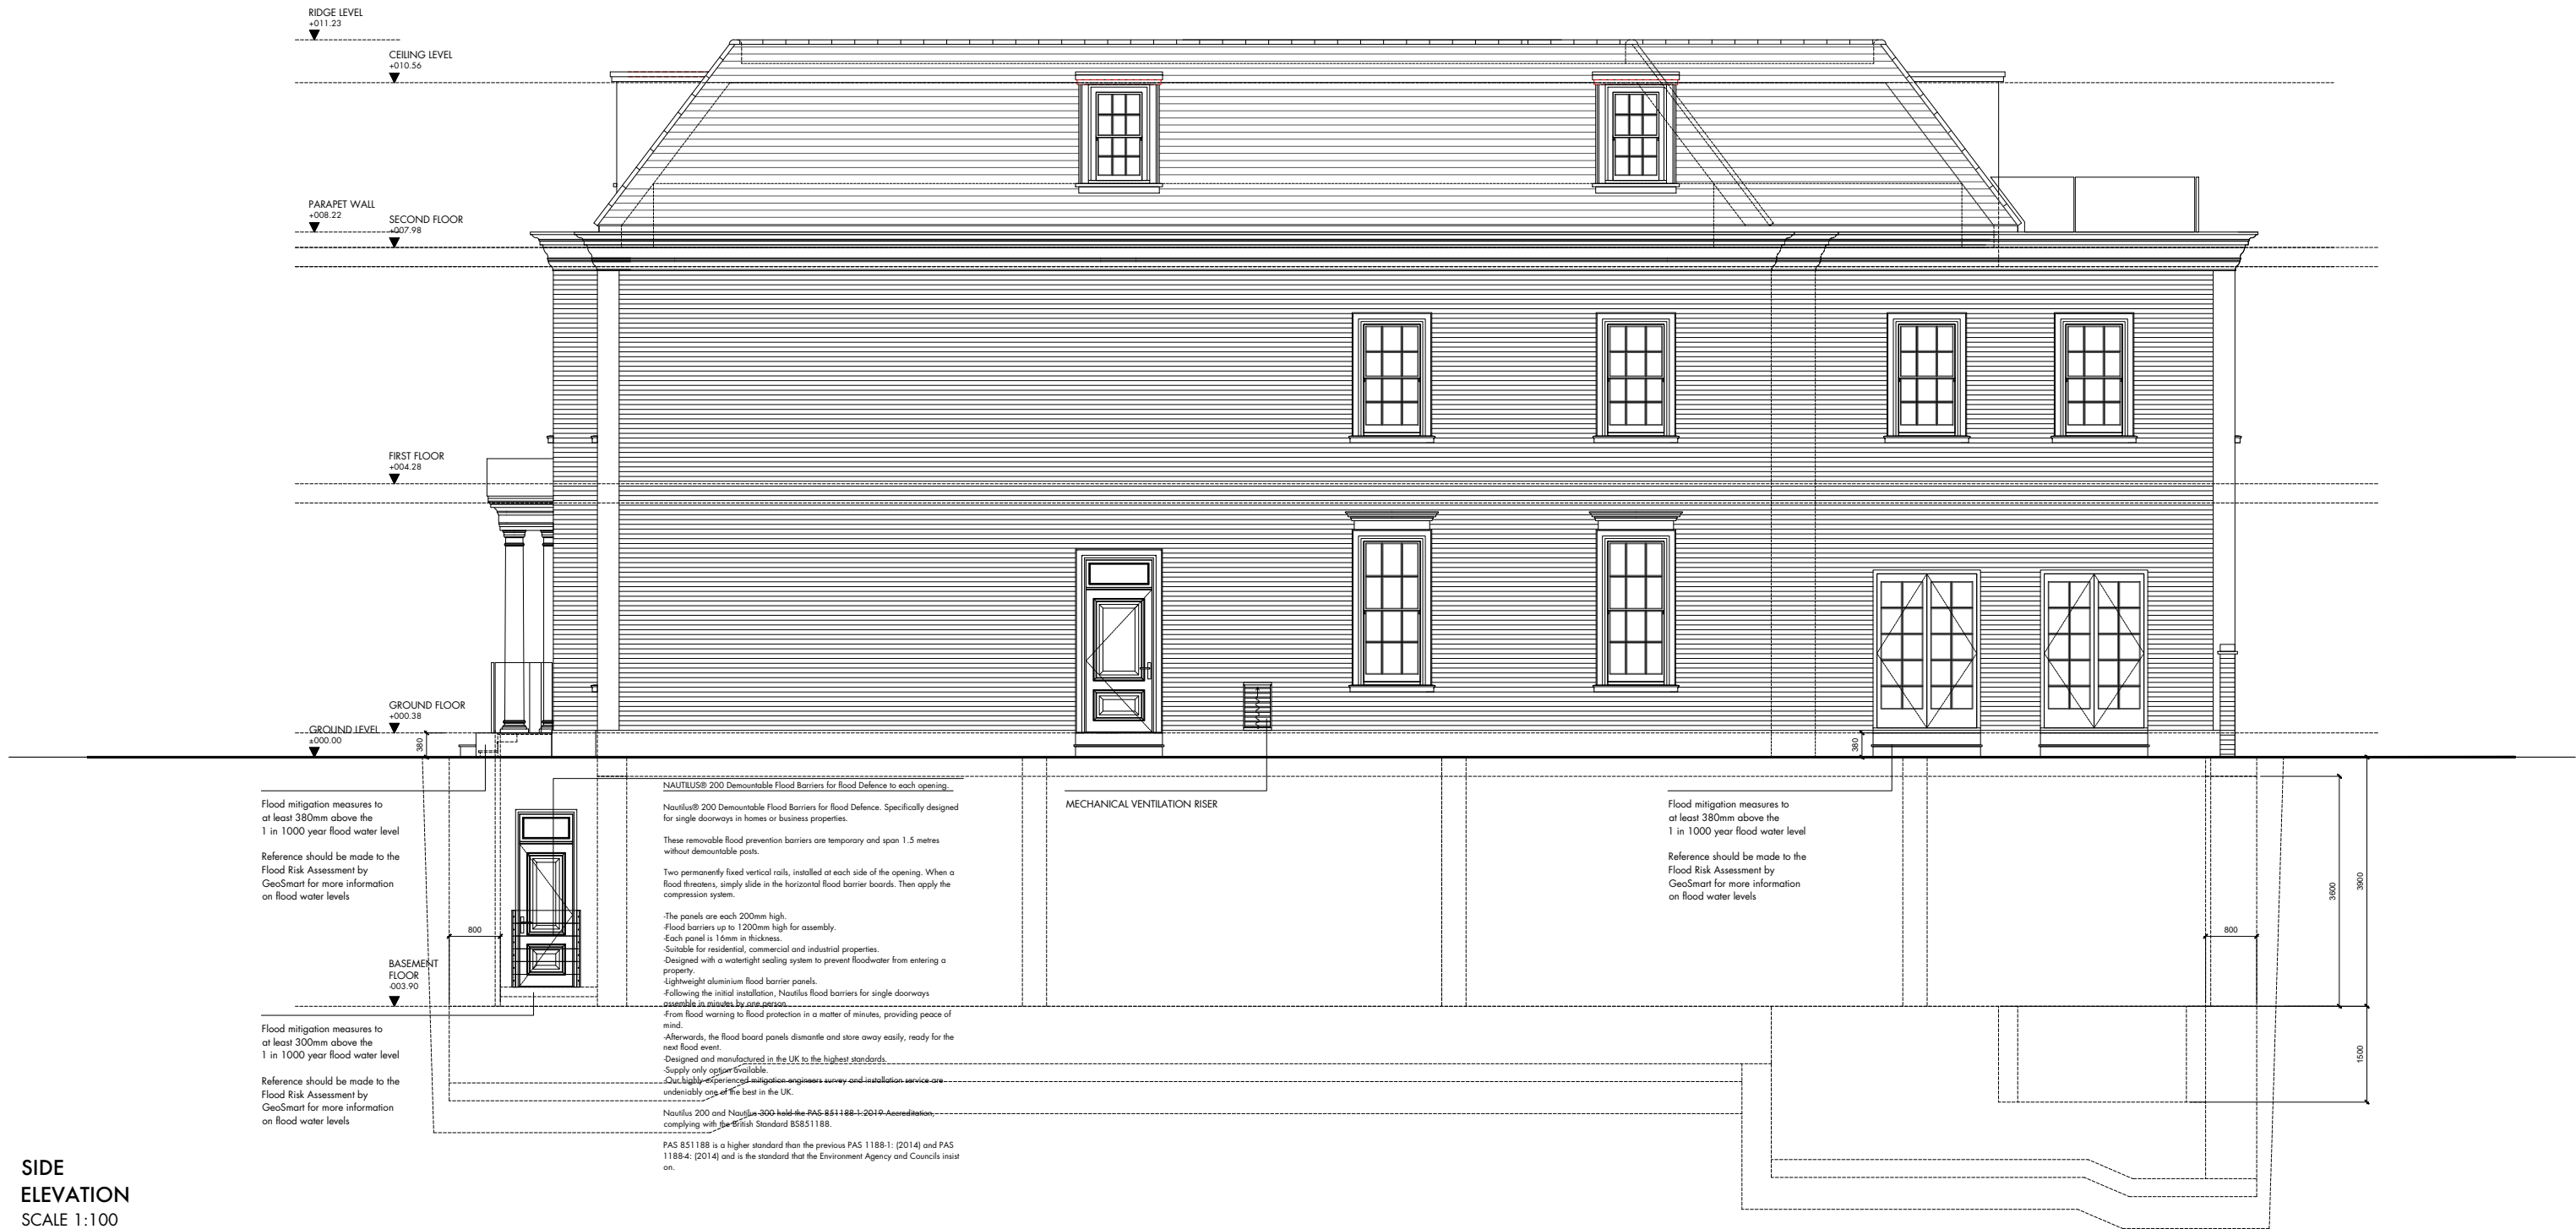 RIDGE LEVEL
+011.23
CEILING LEVEL
+010.56
PARAPET WALL
+008.22
SECOND FLOOR
+007.98
FIRST FLOOR
+004.28
GROUND FLOOR
+000.38
GROUND LEVEL
±000.00
380
380
Flood mitigation measures to
at least 380mm above the
1 in 1000 year flood water level
Reference should be made to the
Flood Risk Assessment by
GeoSmart for more information
on flood water levels
800
BASEMENT
FLOOR
-003.90
Flood mitigation measures to
at least 300mm above the
1 in 1000 year flood water level
Reference should be made to the
Flood Risk Assessment by
GeoSmart for more information
on flood water levels
NAUTILUS® 200 Demountable Flood Barriers for flood Defence to each opening.
Nautilus® 200 Demountable Flood Barriers for flood Defence. Specifically designed
for single doorways in homes or business properties.
These removable flood prevention barriers are temporary and span 1.5 metres
without demountable posts.
Two permanently fixed vertical rails, installed at each side of the opening. When a
flood threatens, simply slide in the horizontal flood barrier boards. Then apply the
compression system.
-The panels are each 200mm high.
-Flood barriers up to 1200mm high for assembly.
-Each panel is 16mm in thickness.
-Suitable for residential, commercial and industrial properties.
-Designed with a watertight sealing system to prevent floodwater from entering a
property.
-Lightweight aluminium flood barrier panels.
-Following the initial installation, Nautilus flood barriers for single doorways
assemble in minutes by one person.
-From flood warning to flood protection in a matter of minutes, providing peace of
mind.
-Afterwards, the flood board panels dismantle and store away easily, ready for the
next flood event.
-Designed and manufactured in the UK to the highest standards.
-Supply only option available.
-Our highly experienced mitigation engineers survey and installation service are
undeniably one of the best in the UK.
Nautilus 200 and Nautilus 300 hold the PAS 851188-1:2019 Accreditation,
complying with the British Standard BS851188.
PAS 851188 is a higher standard than the previous PAS 1188-1: (2014) and PAS
1188-4: (2014) and is the standard that the Environment Agency and Councils insist
on.
MECHANICAL VENTILATION RISER
Flood mitigation measures to
at least 380mm above the
1 in 1000 year flood water level
Reference should be made to the
Flood Risk Assessment by
GeoSmart for more information
on flood water levels
800
3600
3900
1500
SIDE
ELEVATION
SCALE 1:100